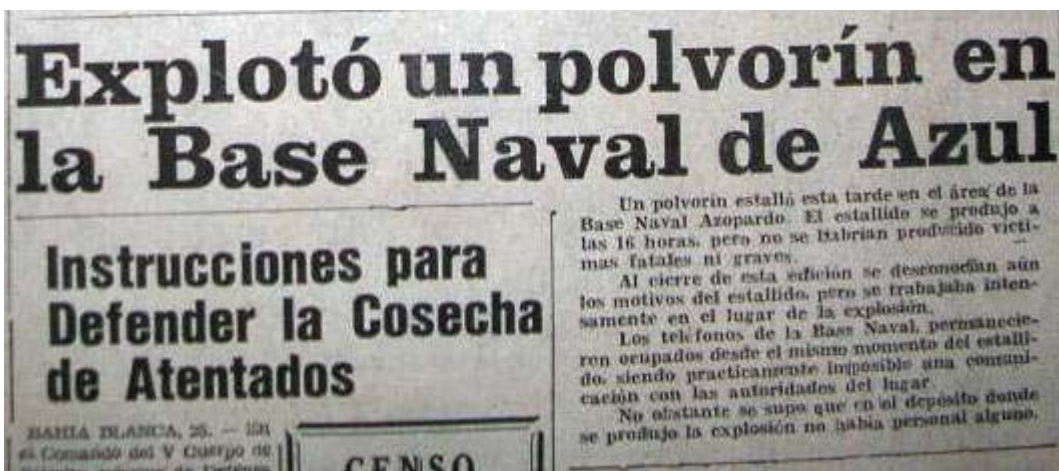 Explotó un polvorín en
la Base Naval de Azul
Un polvorín estalló esta tarde en el área de la
Base Naval Azopardo. El estallido se produjo a
las 16 horas, pero no se habrían producido vícti-
mas fatales ni graves.
Al cierre de esta edición se desconocían aún
los motivos del estallido, pero se trabajaba inten-
samente en el lugar de la explosión.
Los teléfonos de la Base Naval, permanecie-
ron ocupados desde el mismo momento del estalli-
do, siendo practicamente imposible una comuni-
cación con las autoridades del lugar.
No obstante se supo que en el depósito donde
se produjo la explosión no había personal alguno.
Instrucciones para
Defender la Cosecha
de Atentados
BAHIA BLANCA, 25. —
el Comando del V Cuerpo de
CENSO